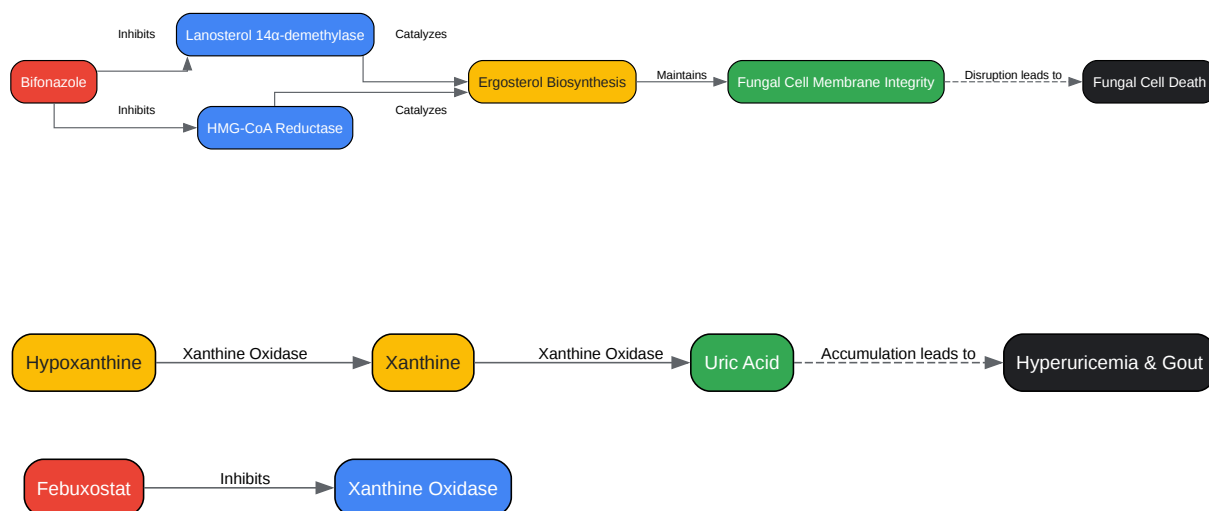 Inhibits
Lanosterol 14α-demethylase
Catalyzes
Bifonazole
Ergosterol Biosynthesis
Maintains
Fungal Cell Membrane Integrity
Disruption leads to
Fungal Cell Death
Inhibits
HMG-CoA Reductase
Catalyzes
Hypoxanthine
Xanthine Oxidase
Xanthine
Xanthine Oxidase
Uric Acid
Accumulation leads to
Hyperuricemia & Gout
Febuxostat
Inhibits
Xanthine Oxidase